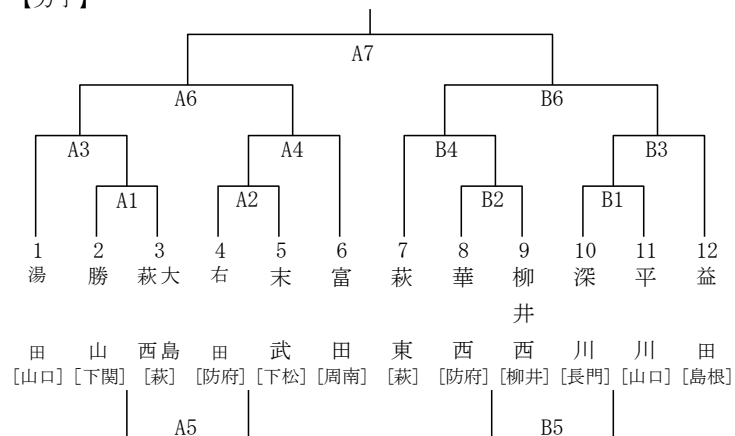 【男子】
A7
A6 B6
A3 A4 B4 B3
A1 A2 B2 B1
1 2 3 4 5 6 7 8 9 10 11 12
湯田 勝山 萩西大島 右田 末武 富田 萩東 華西 柳井西 深川 平川 益田
[山口] [下関] [萩] [防府] [下松] [周南] [萩] [防府] [柳井] [長門] [山口] [島根]
A5 B5